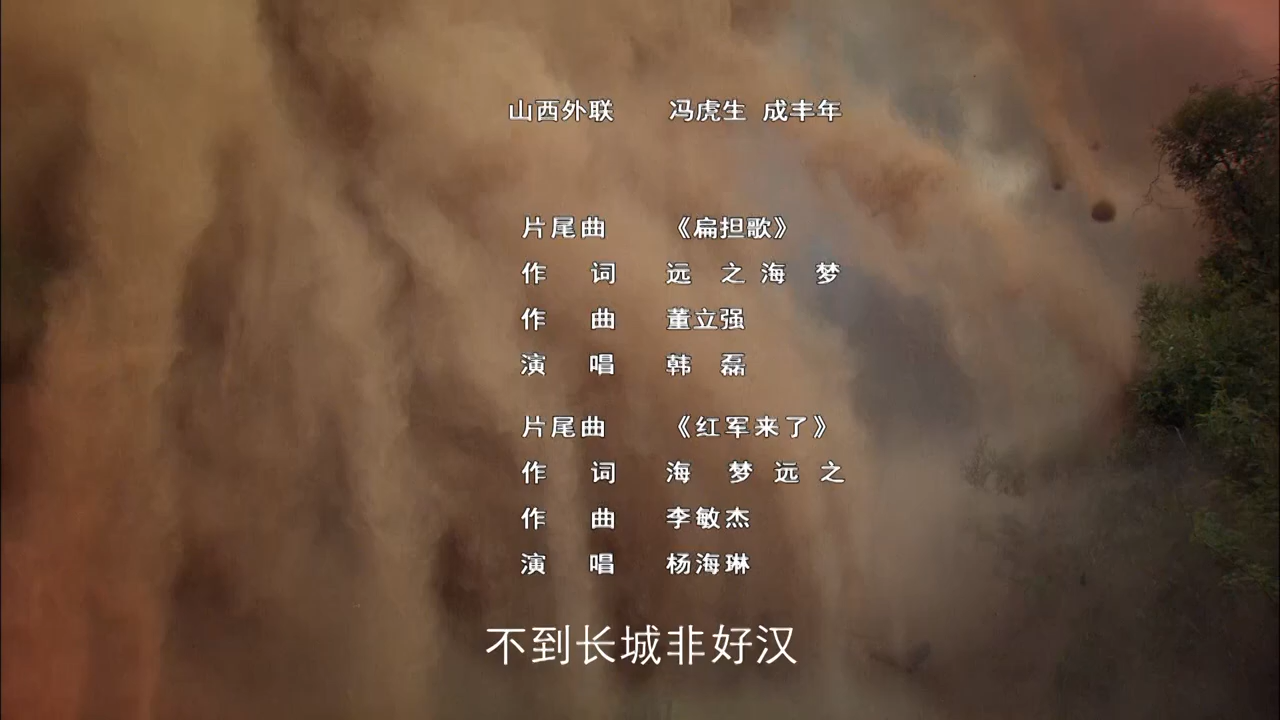 山西外联 冯虎生 成丰年
片尾曲 《扁担歌》
作 词 远 之 海 梦
作 曲 董立强
演 唱 韩 磊
片尾曲 《红军来了》
作 词 海 梦 远 之
作 曲 李敏杰
演 唱 杨海琳
不到长城非好汉